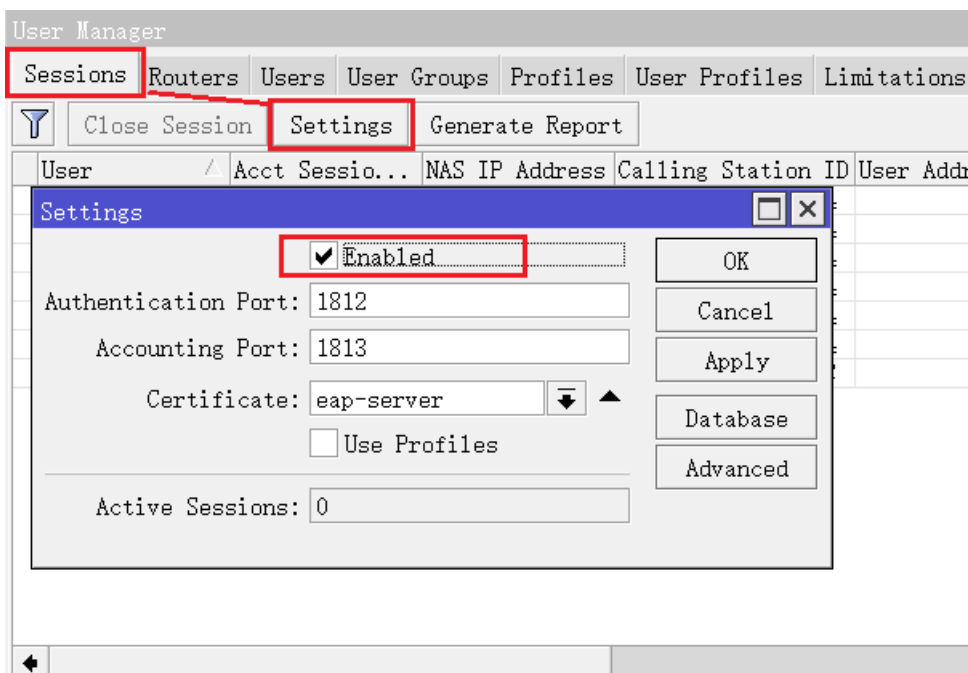 User Manager
Sessions Routers Users User Groups Profiles User Profiles Limitations
Close Session Settings Generate Report
User Acct Sessio... NAS IP Address Calling Station ID User Addr
Settings
Enabled OK
Authentication Port: 1812 Cancel
Accounting Port: 1813 Apply
Certificate: eap-server Database
Use Profiles Advanced
Active Sessions: 0